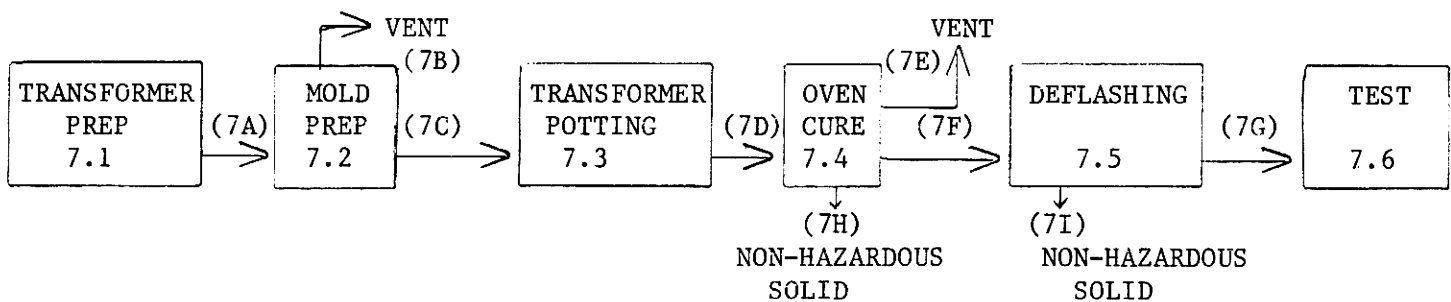 VENT
(7B)
VENT
(7E)
TRANSFORMER
PREP
7.1
(7A)
MOLD
PREP
7.2
(7C)
TRANSFORMER
POTTING
7.3
(7D)
OVEN
CURE
7.4
(7F)
DEFLASHING
7.5
(7G)
TEST
7.6
(7H)
NON-HAZARDOUS
SOLID
(7I)
NON-HAZARDOUS
SOLID